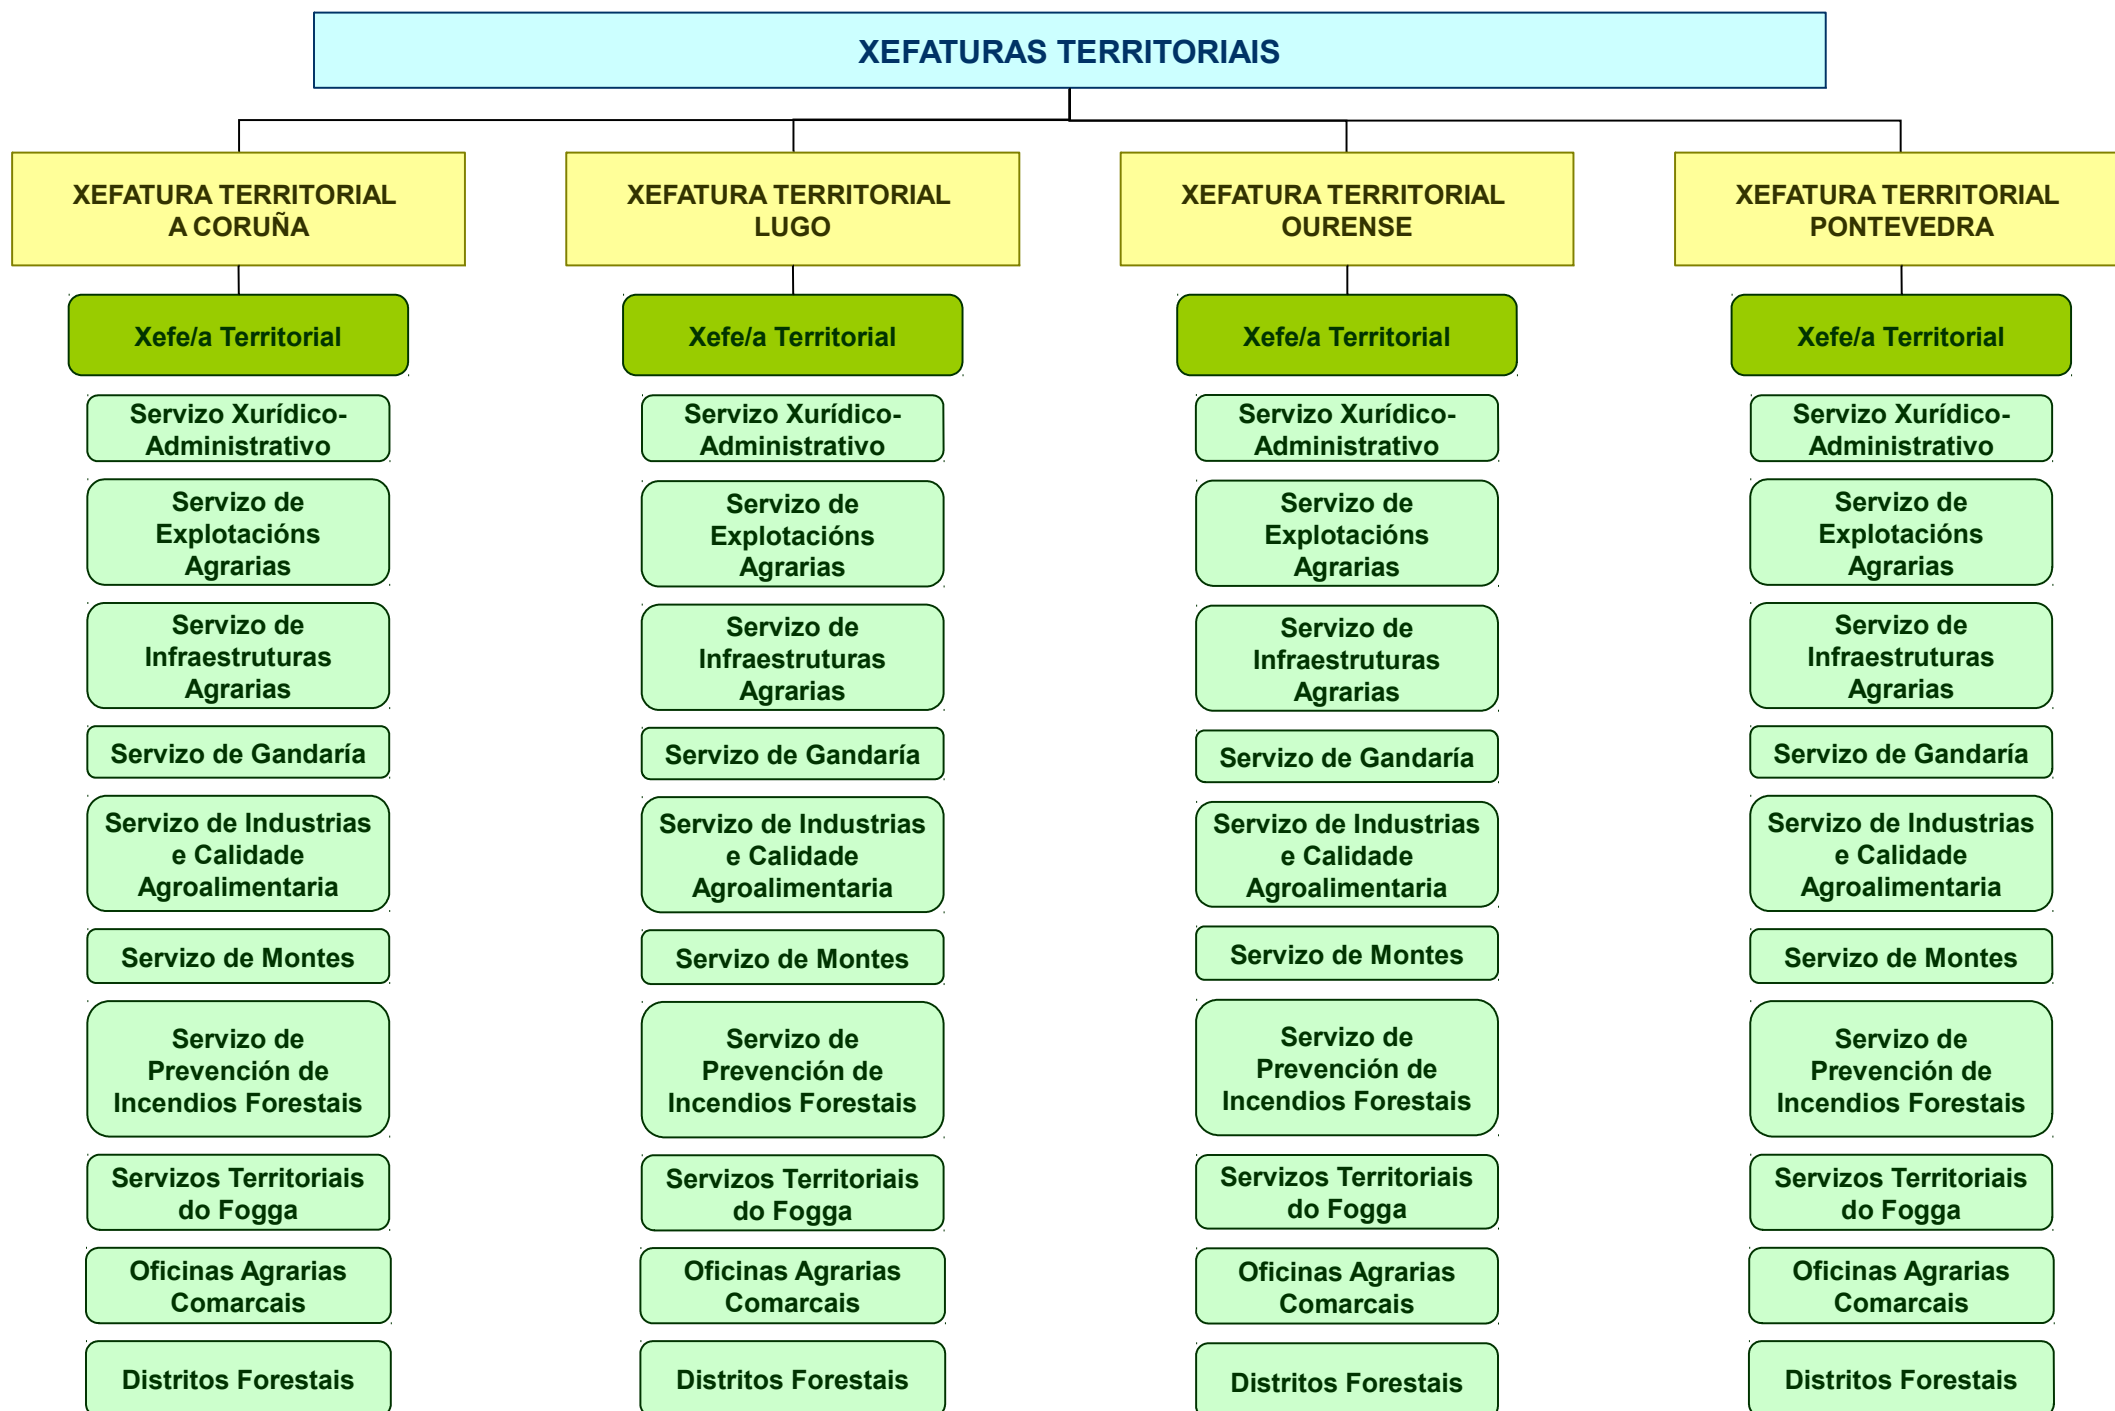 XEFATURAS TERRITORIAIS
XEFATURA TERRITORIAL
A CORUÑA
Xefe/a Territorial
Servizo Xurídico-
Administrativo
Servizo de
Explotacións
Agrarias
Servizo de
Infraestruturas
Agrarias
Servizo de Gandaría
Servizo de Industrias
e Calidade
Agroalimentaria
Servizo de Montes
Servizo de
Prevención de
Incendios Forestais
Servizos Territoriais
do Fogga
Oficinas Agrarias
Comarcais
Distritos Forestais
XEFATURA TERRITORIAL
LUGO
Xefe/a Territorial
Servizo Xurídico-
Administrativo
Servizo de
Explotacións
Agrarias
Servizo de
Infraestruturas
Agrarias
Servizo de Gandaría
Servizo de Industrias
e Calidade
Agroalimentaria
Servizo de Montes
Servizo de
Prevención de
Incendios Forestais
Servizos Territoriais
do Fogga
Oficinas Agrarias
Comarcais
Distritos Forestais
XEFATURA TERRITORIAL
OURENSE
Xefe/a Territorial
Servizo Xurídico-
Administrativo
Servizo de
Explotacións
Agrarias
Servizo de
Infraestruturas
Agrarias
Servizo de Gandaría
Servizo de Industrias
e Calidade
Agroalimentaria
Servizo de Montes
Servizo de
Prevención de
Incendios Forestais
Servizos Territoriais
do Fogga
Oficinas Agrarias
Comarcais
Distritos Forestais
XEFATURA TERRITORIAL
PONTEVEDRA
Xefe/a Territorial
Servizo Xurídico-
Administrativo
Servizo de
Explotacións
Agrarias
Servizo de
Infraestruturas
Agrarias
Servizo de Gandaría
Servizo de Industrias
e Calidade
Agroalimentaria
Servizo de Montes
Servizo de
Prevención de
Incendios Forestais
Servizos Territoriais
do Fogga
Oficinas Agrarias
Comarcais
Distritos Forestais